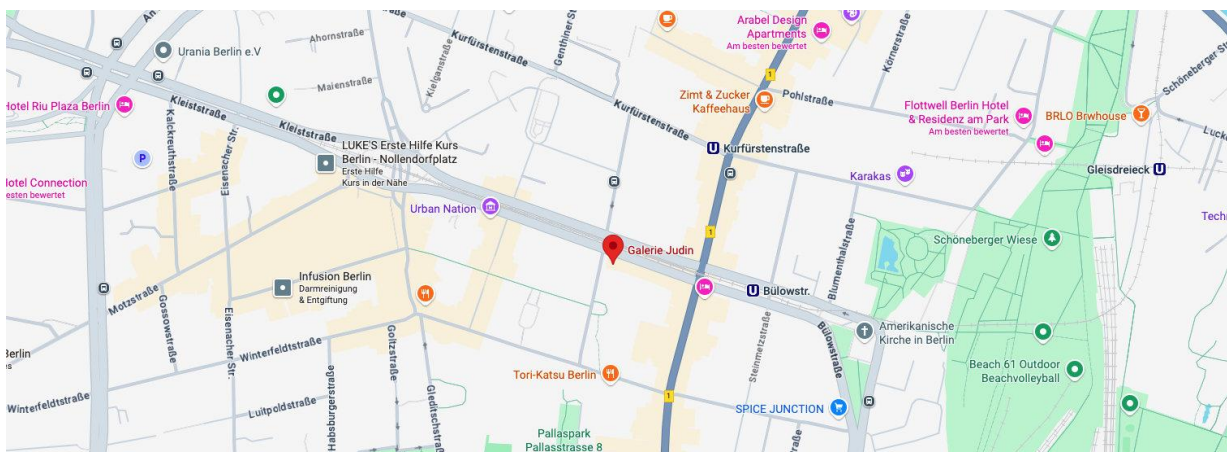 Arabel Design
Apartments
Am besten bewertet
Urania Berlin e.V
Ahornstraße
Kielganstraße
Genthiner Str.
Kurfürstenstraße
Körnerstraße
Schöneberger Str.
Maienstraße
Zimt & Zucker
Kaffeehaus
1
Pohlstraße
Hotel Riu Plaza Berlin
Kleiststraße
Kleiststraße
Kalckreuthstraße
Eisenacher Str.
Kurfürstenstraße
Flottwell Berlin Hotel
& Residenz am Park
Am besten bewertet
BRLO Brwhouse
P
LUKE'S Erste Hilfe Kurs
Berlin - Nollendorfplatz
Erste Hilfe
Kurs in der Nähe
U Kurfürstenstraße
Karakas
Gleisdreieck U
Hotel Connection
Urban Nation
1
Galerie Judin
Blumenthalstraße
Schöneberger Wiese
Infusion Berlin
Darmreinigung
& Entgiftung
U Bülowstr.
Motzstraße
Gossowstraße
Eisenacher Str.
Winterfeldtstraße
Goltzstraße
Steinmetzstraße
Bülowstraße
Amerikanische
Kirche in Berlin
Berlin
Tori-Katsu Berlin
Beach 61 Outdoor
Beachvolleyball
Winterfeldtstraße
Luitpoldstraße
Habsburgerstraße
Gleditschstraße
1
SPICE JUNCTION
Pallaspark
Pallasstrasse 8